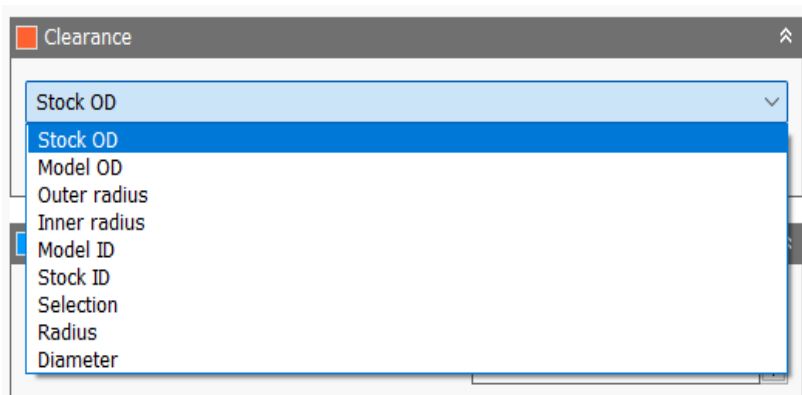 Clearance
Stock OD
Stock OD
Model OD
Outer radius
Inner radius
Model ID
Stock ID
Selection
Radius
Diameter